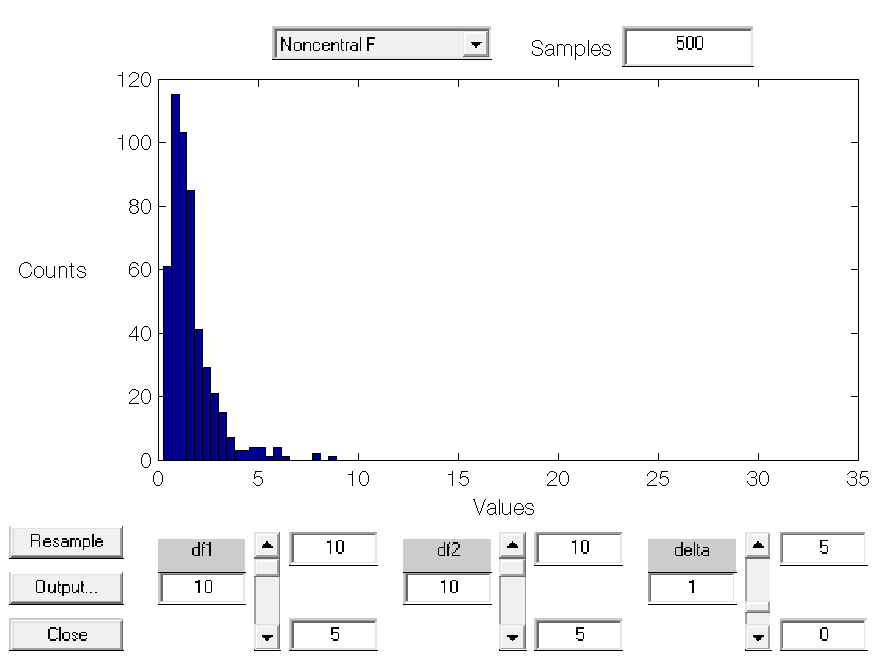 Noncentral F
Samples 500
120
100
80
60
40
20
0
Counts
0 5 10 15 20 25 30 35
Values
Resample
Output...
Close
df1
10
10
5
df2
10
10
5
delta
1
5
0